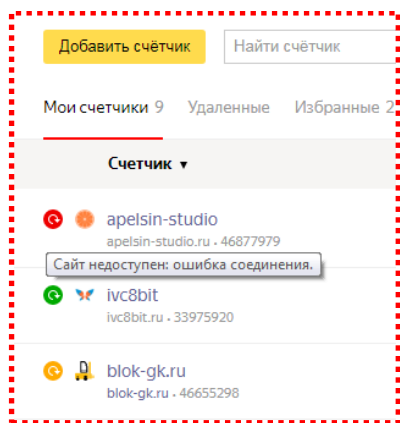 Добавить счётчик
Найти счётчик
Мои счетчики 9 Удаленные Избранные 2
Счетчик ▾
apelsin-studio
apelsin-studio.ru • 46877979
Сайт недоступен: ошибка соединения.
ivc8bit
ivc8bit.ru • 33975920
blok-gk.ru
blok-gk.ru • 46655298